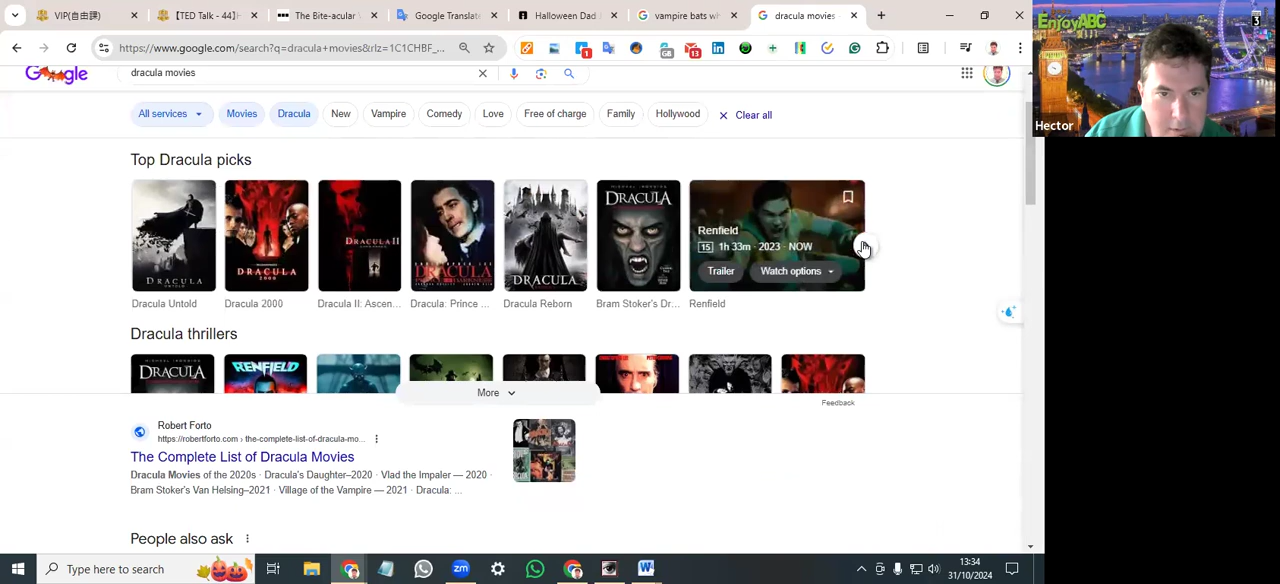 VIP(自由課)
【TED Talk - 44】H
The Bite-acular V
Google Translate
Halloween Dad J
vampire bats wh
dracula movies -
https://www.google.com/search?q=dracula+movies&rlz=1C1CHBF_...
1
GB
13
EnjoyABC
3
Hector
Google
dracula movies
All services
Movies
Dracula
New
Vampire
Comedy
Love
Free of charge
Family
Hollywood
Clear all
Top Dracula picks
DRACULA
DRACULA
2000
DRACULA II
DRACULA
DRACULA
DRACULA
Renfield
15 1h 33m · 2023 · NOW
Trailer
Watch options
Dracula Untold
Dracula 2000
Dracula II: Ascen...
Dracula: Prince ...
Dracula Reborn
Bram Stoker's Dr...
Renfield
Dracula thrillers
DRACULA
RENFIELD
More
Feedback
Robert Forto
https://robertforto.com › the-complete-list-of-dracula-mo...
The Complete List of Dracula Movies
Dracula Movies of the 2020s · Dracula's Daughter–2020 · Vlad the Impaler — 2020 ·
Bram Stoker's Van Helsing–2021 · Village of the Vampire — 2021 · Dracula: ...
People also ask
Type here to search
zm
W
13:34
31/10/2024